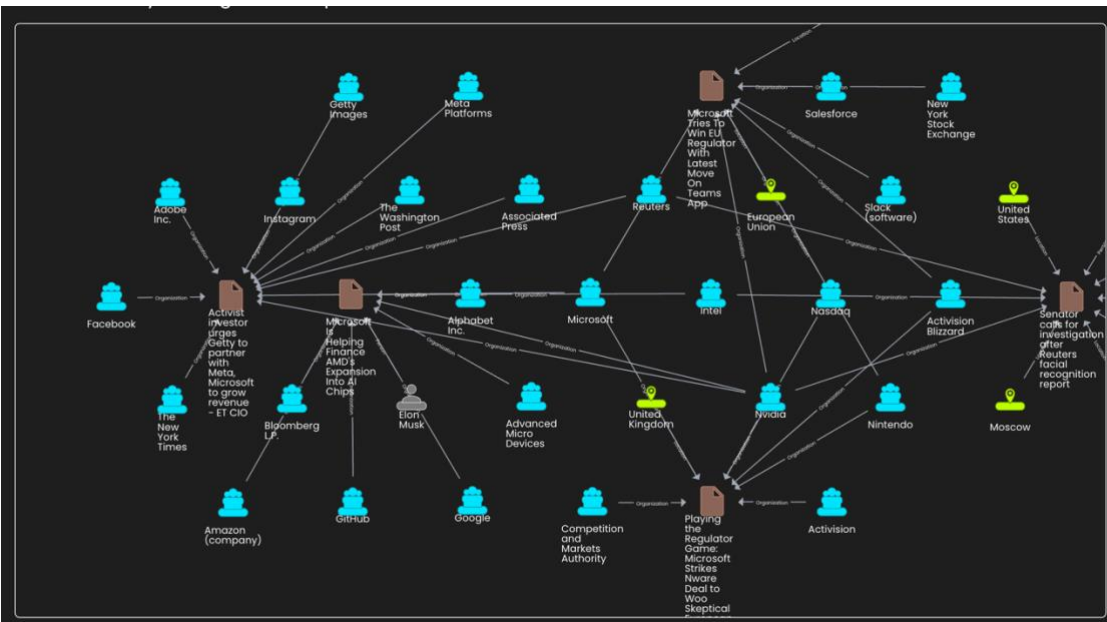 Location
Getty
Images
Meta
Platforms
Microsoft
Tries To
Win EU
Regulator
With
Latest
Move
On
Teams
App
Organization
Salesforce
New
York
Stock
Exchange
Adobe
Inc.
Instagram
The
Washington
Post
Associated
Press
Reuters
European
Union
Slack
(software)
United
States
Facebook
Organization
Activist
investor
urges
Getty to
partner
with
Meta,
Microsoft
to grow
revenue
- ET CIO
Microsoft
Is
Helping
Finance
AMD's
Expansion
Into AI
Chips
Alphabet
Inc.
Microsoft
Intel
Nasdaq
Organization
Activision
Blizzard
Senator
calls for
investigation
after
Reuters
facial
recognition
report
The
New
York
Times
Bloomberg
L.P.
Elon
Musk
Advanced
Micro
Devices
United
Kingdom
Nvidia
Nintendo
Moscow
Amazon
(company)
GitHub
Google
Competition
and
Markets
Authority
Organization
Playing
the
Regulator
Game:
Microsoft
Strikes
Nware
Deal to
Woo
Skeptical
Organization
Activision